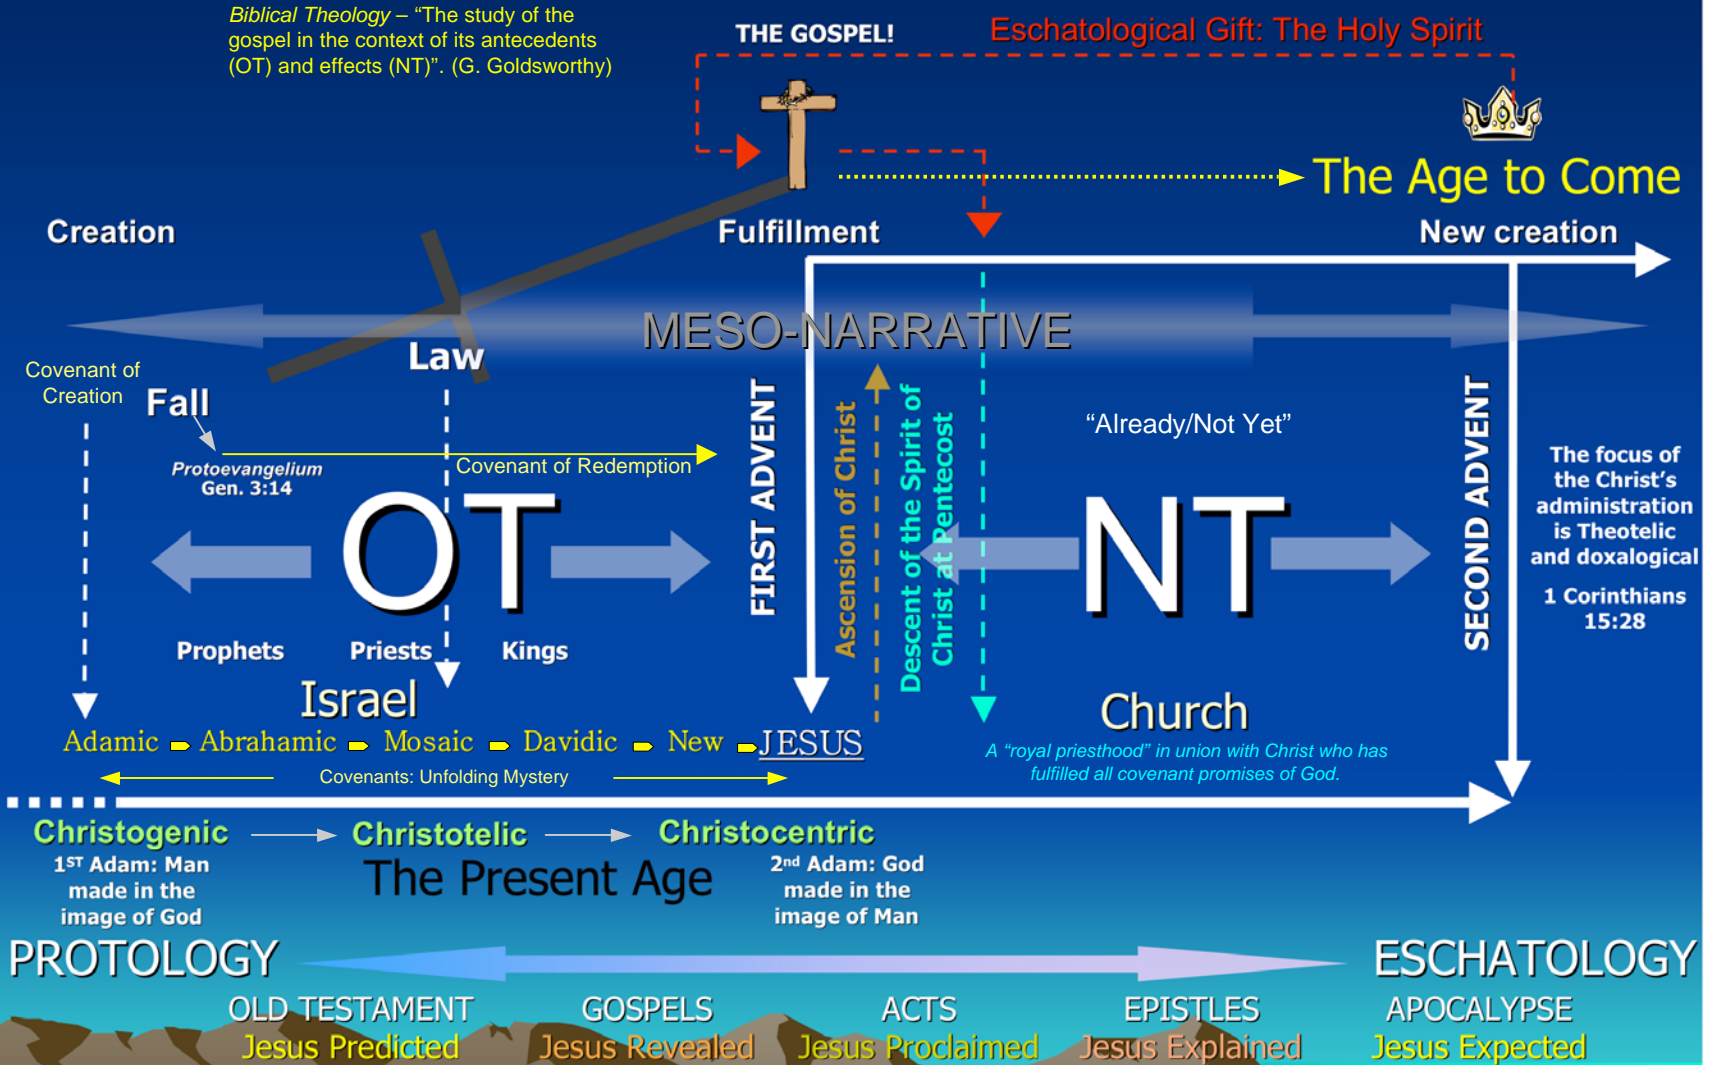 Biblical Theology – “The study of the
gospel in the context of its antecedents
(OT) and effects (NT)”. (G. Goldsworthy)
THE GOSPEL!
Eschatological Gift: The Holy Spirit
The Age to Come
Creation
Fulfillment
New creation
MESO-NARRATIVE
Law
Covenant of
Creation
Fall
Protoevangelium
Gen. 3:14
Covenant of Redemption
OT
Prophets
Priests
Kings
Israel
FIRST ADVENT
Ascension of Christ
Descent of the Spirit of
Christ at Pentecost
“Already/Not Yet”
NT
Church
A “royal priesthood” in union with Christ who has
fulfilled all covenant promises of God.
SECOND ADVENT
The focus of
the Christ’s
administration
is Theotelic
and doxalogical
1 Corinthians
15:28
Adamic Abrahamic Mosaic Davidic New JESUS
Covenants: Unfolding Mystery
Christogenic
Christotelic
Christocentric
1ST Adam: Man
made in the
image of God
The Present Age
2nd Adam: God
made in the
image of Man
PROTOLOGY
ESCHATOLOGY
OLD TESTAMENT
Jesus Predicted
GOSPELS
Jesus Revealed
ACTS
Jesus Proclaimed
EPISTLES
Jesus Explained
APOCALYPSE
Jesus Expected